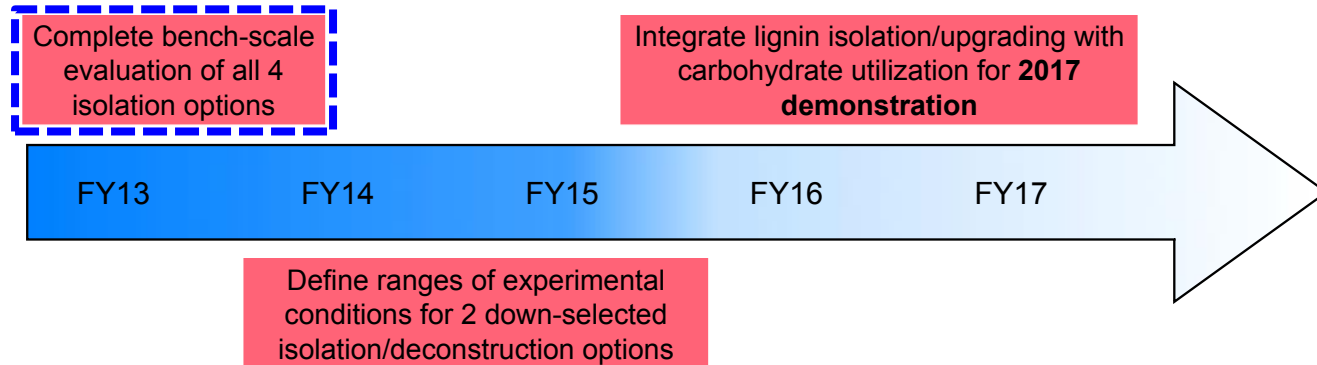 Complete bench-scale
evaluation of all 4
isolation options
Integrate lignin isolation/upgrading with
carbohydrate utilization for 2017
demonstration
FY13 FY14 FY15 FY16 FY17
Define ranges of experimental
conditions for 2 down-selected
isolation/deconstruction options